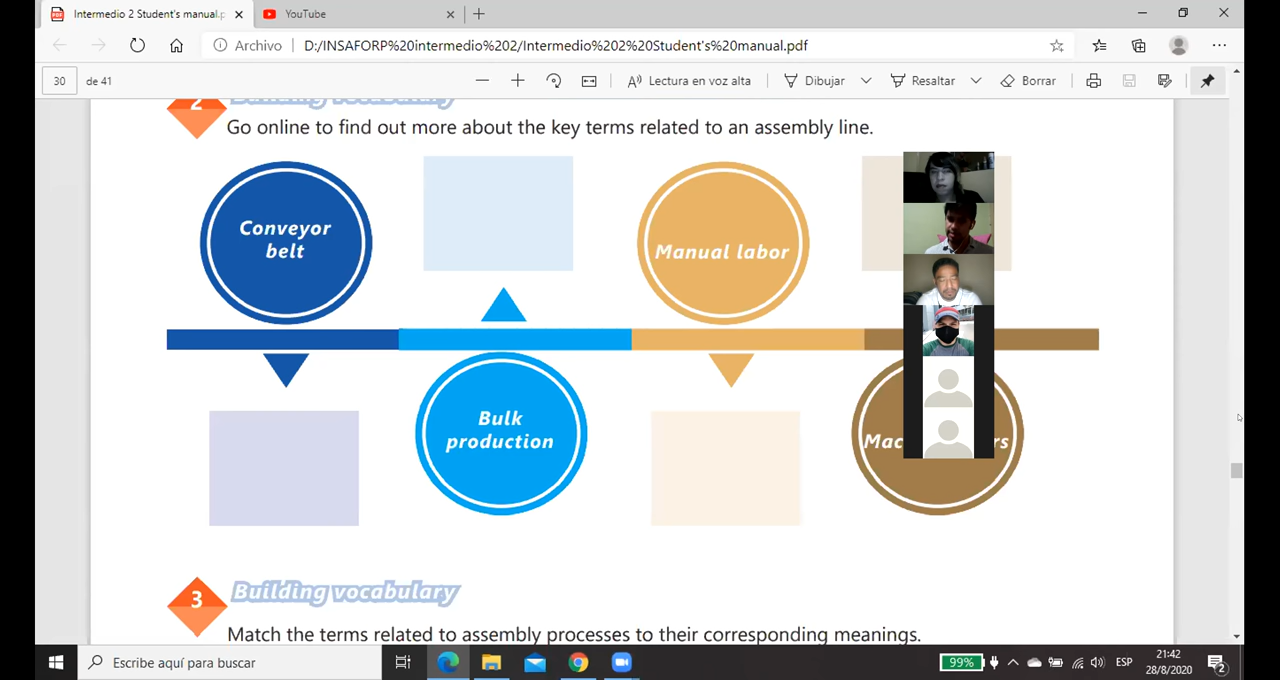 Intermedio 2 Student's manual.p
YouTube
Archivo
D:/INSAFORP%20intermedio%202/Intermedio%202%20Student's%20manual.pdf
30 de 41
Lectura en voz alta
Dibujar
Resaltar
Borrar
2 Building vocabulary
Go online to find out more about the key terms related to an assembly line.
Conveyor
belt
Manual labor
Bulk
production
3 Building vocabulary
Match the terms related to assembly processes to their corresponding meanings.
Escribe aquí para buscar
99%
ESP
21:42
28/8/2020
2